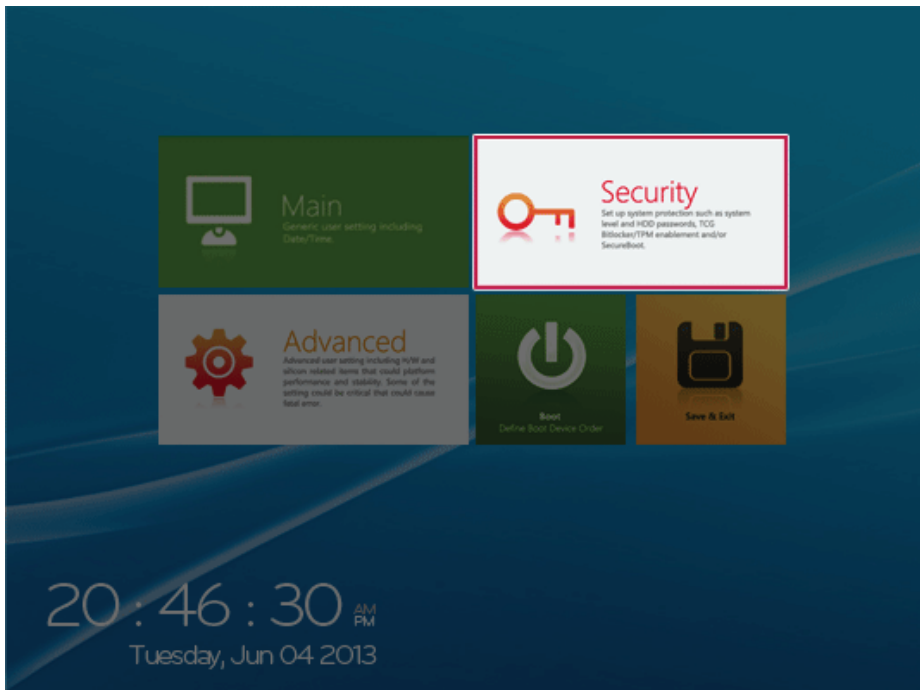 Main
Generic user setting including
Date/Time.
Security
Set up system protection such as system
level and HDD passwords, TCG
Bitlocker/TPM enablement and/or
SecureBoot.
Advanced
Advanced user setting including H/W and
silicon related items that could platform
performance and stability. Some of the
setting could be critical that could cause
fatal error.
Boot
Define Boot Device Order
Save & Exit
20 : 46 : 30 AM
PM
Tuesday, Jun 04 2013